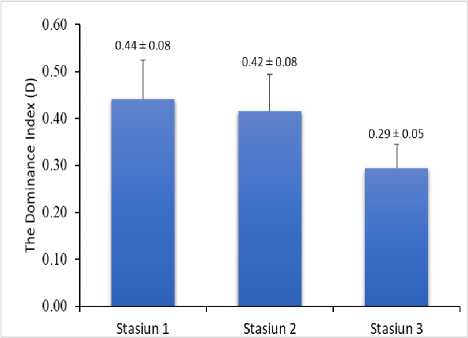 The Dominance Index (D)
0.60
0.50
0.40
0.30
0.20
0.10
0.00
0.44 ± 0.08
0.42 ± 0.08
0.29 ± 0.05
Stasiun 1
Stasiun 2
Stasiun 3